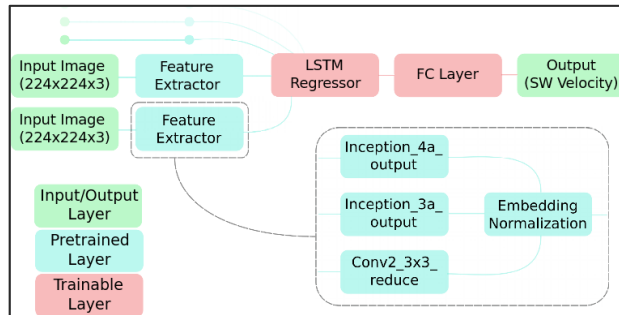 Input Image
(224x224x3)
Feature
Extractor
LSTM
Regressor
FC Layer
Output
(SW Velocity)
Input Image
(224x224x3)
Feature
Extractor
Inception_4a_
output
Inception_3a_
output
Embedding
Normalization
Conv2_3x3_
reduce
Input/Output
Layer
Pretrained
Layer
Trainable
Layer